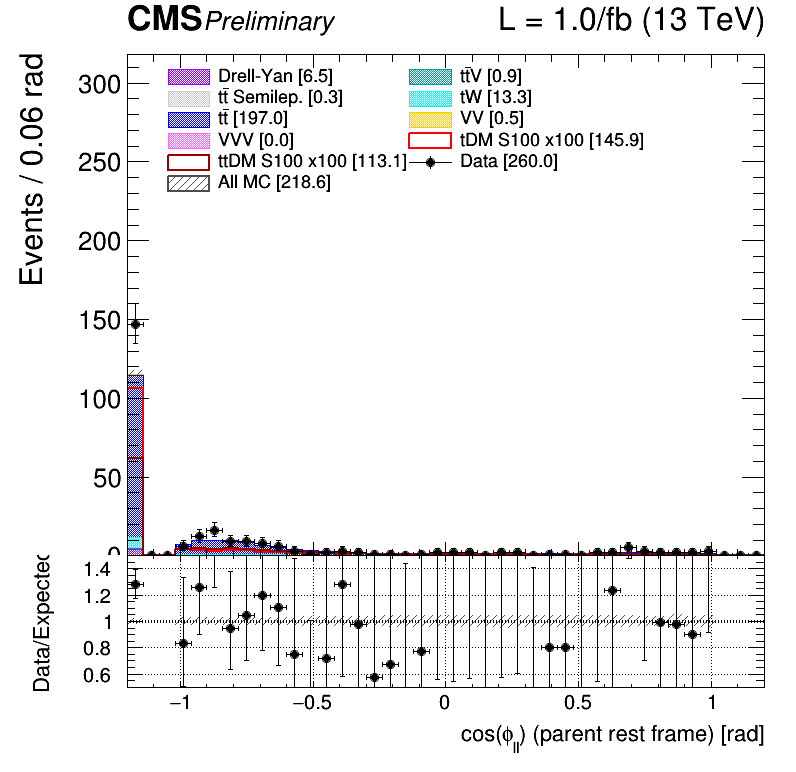 CMS Preliminary L = 1.0/fb (13 TeV)
Events / 0.06 rad
Drell-Yan [6.5] tt̄V [0.9]
tt̄ Semilep. [0.3] tW [13.3]
tt̄ [197.0] VV [0.5]
VVV [0.0] tDM S100 x100 [145.9]
ttDM S100 x100 [113.1] Data [260.0]
All MC [218.6]
300
250
200
150
100
50
0
Data/Expected
1.4
1.2
1
0.8
0.6
−1 −0.5 0 0.5 1
cos(ϕll) (parent rest frame) [rad]